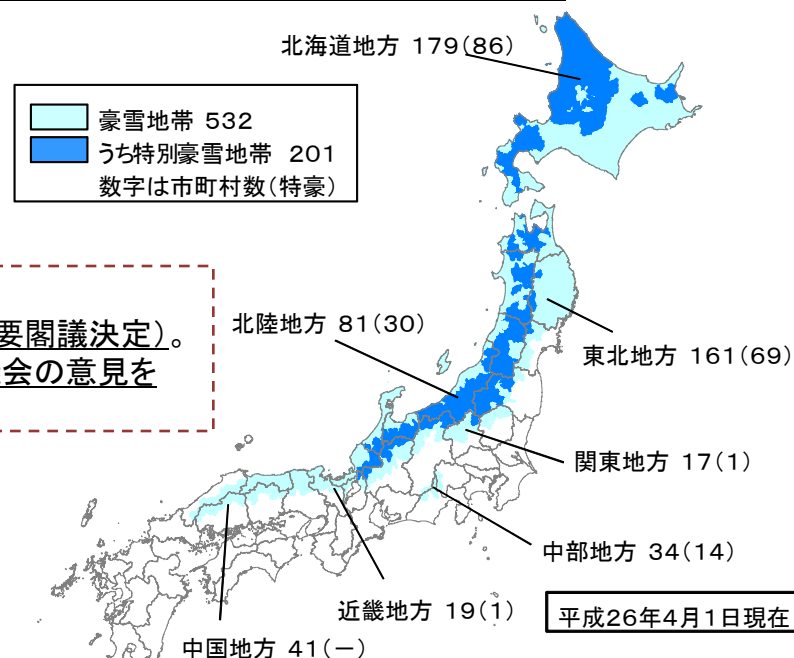 北海道地方 179(86)
豪雪地帯 532
うち特別豪雪地帯 201
数字は市町村数(特豪)
要閣議決定)。
会の意見を
北陸地方 81(30)
東北地方 161(69)
関東地方 17(1)
中部地方 34(14)
近畿地方 19(1)
平成26年4月1日現在
中国地方 41(-)